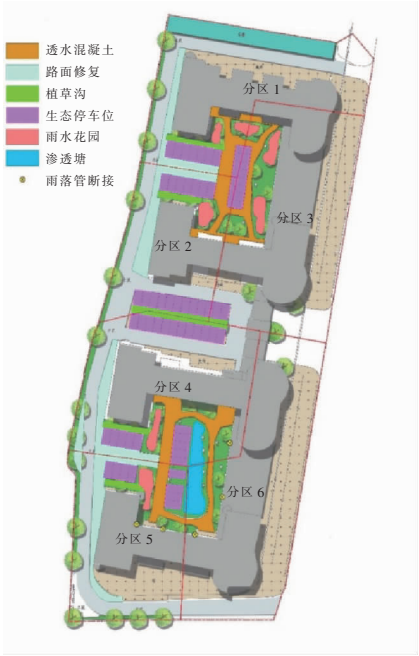 透水混凝土
路面修复
植草沟
生态停车位
雨水花园
渗透塘
雨落管断接
分区 1
分区 3
分区 2
分区 4
分区 6
分区 5